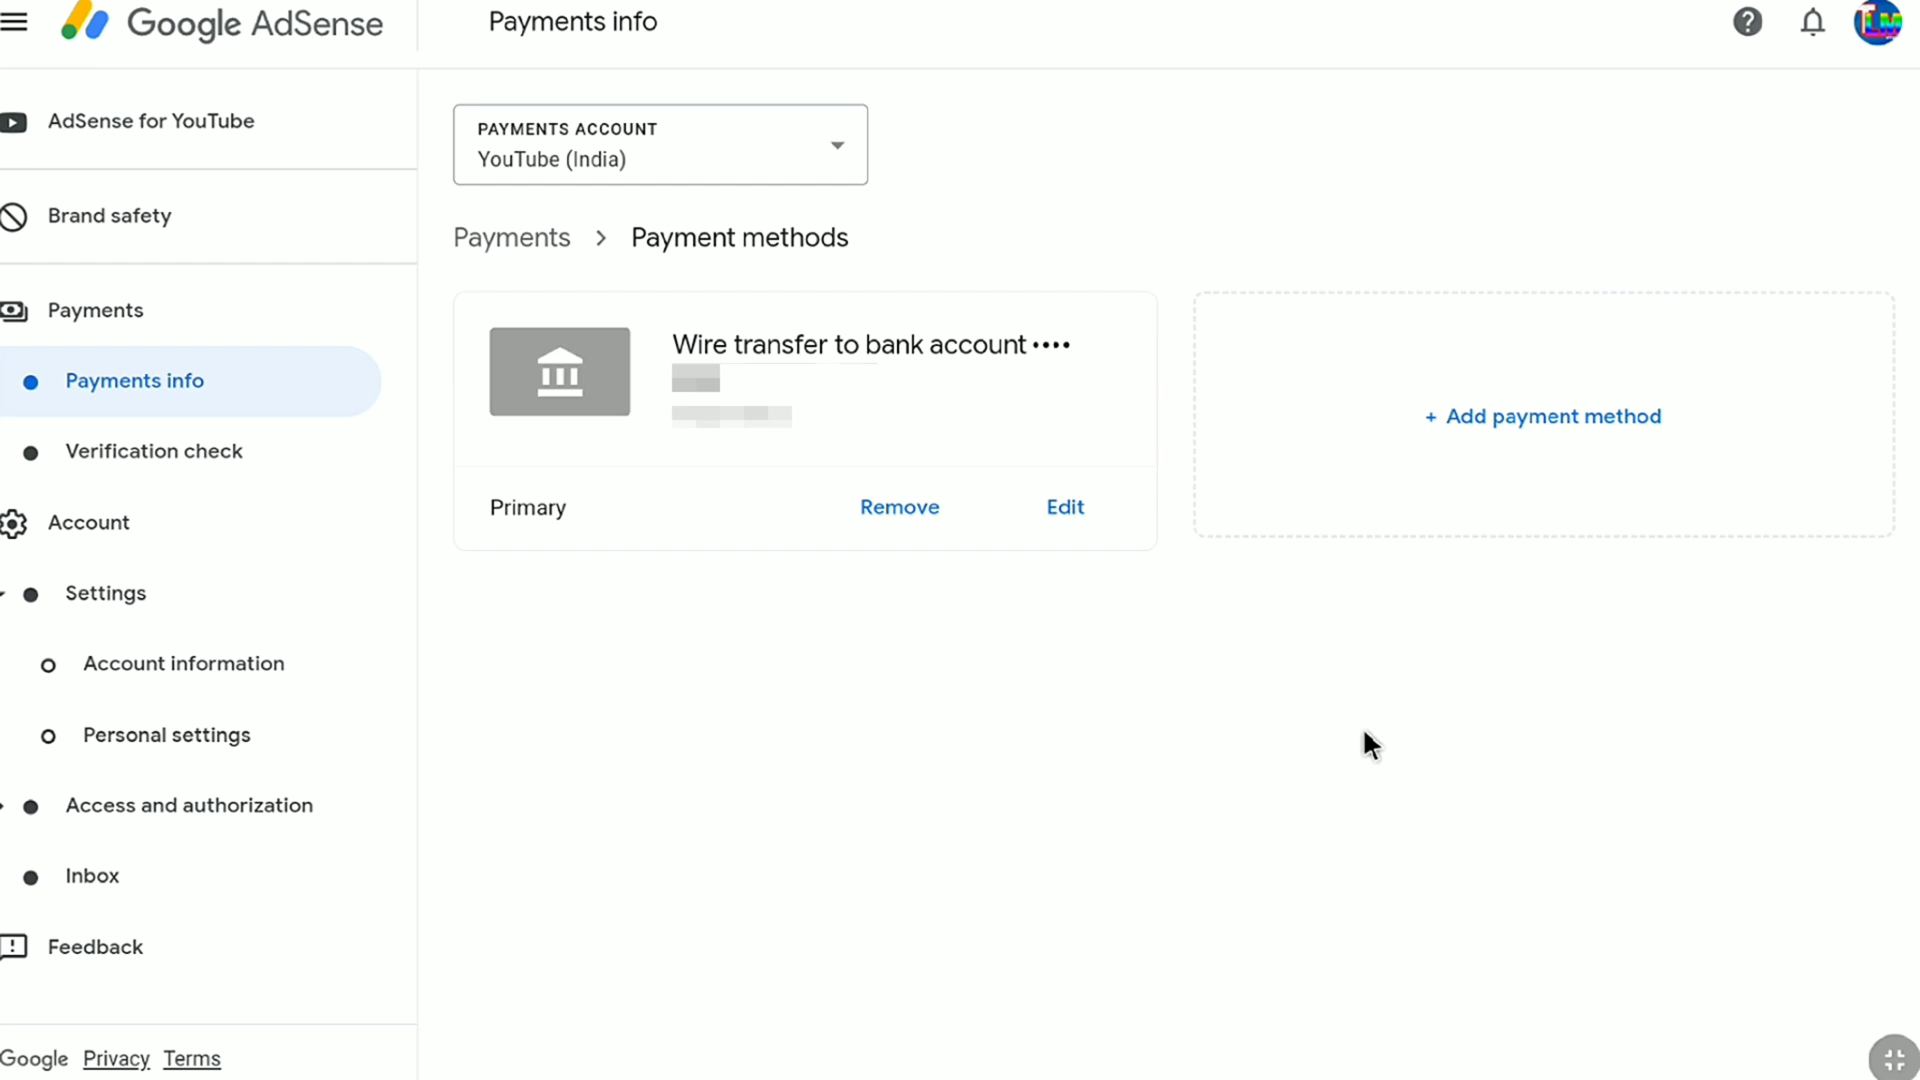 Google AdSense
Payments info
AdSense for YouTube
Brand safety
Payments
Payments info
Verification check
Account
Settings
Account information
Personal settings
Access and authorization
Inbox
Feedback
Google Privacy Terms
PAYMENTS ACCOUNT
YouTube (India)
Payments > Payment methods
Wire transfer to bank account ••••
Primary Remove Edit
+ Add payment method